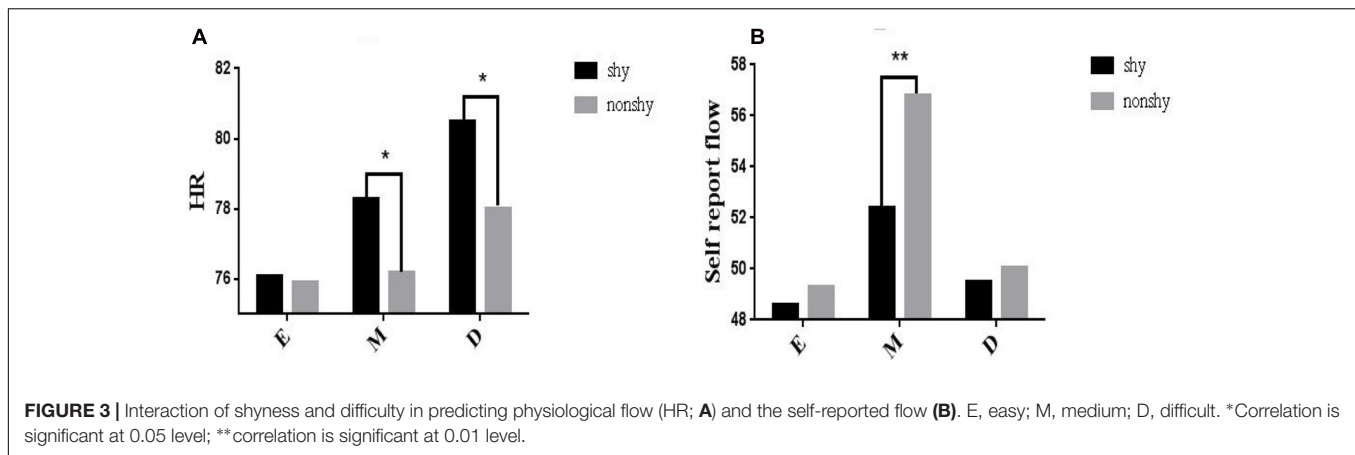 A
82
80
78
76
HR
E
M
D
*
*
shy
nonshy
B
58
56
54
52
50
48
Self report flow
E
M
D
**
shy
nonshy
FIGURE 3 | Interaction of shyness and difficulty in predicting physiological flow (HR; A) and the self-reported flow (B). E, easy; M, medium; D, difficult. *Correlation is
significant at 0.05 level; **correlation is significant at 0.01 level.